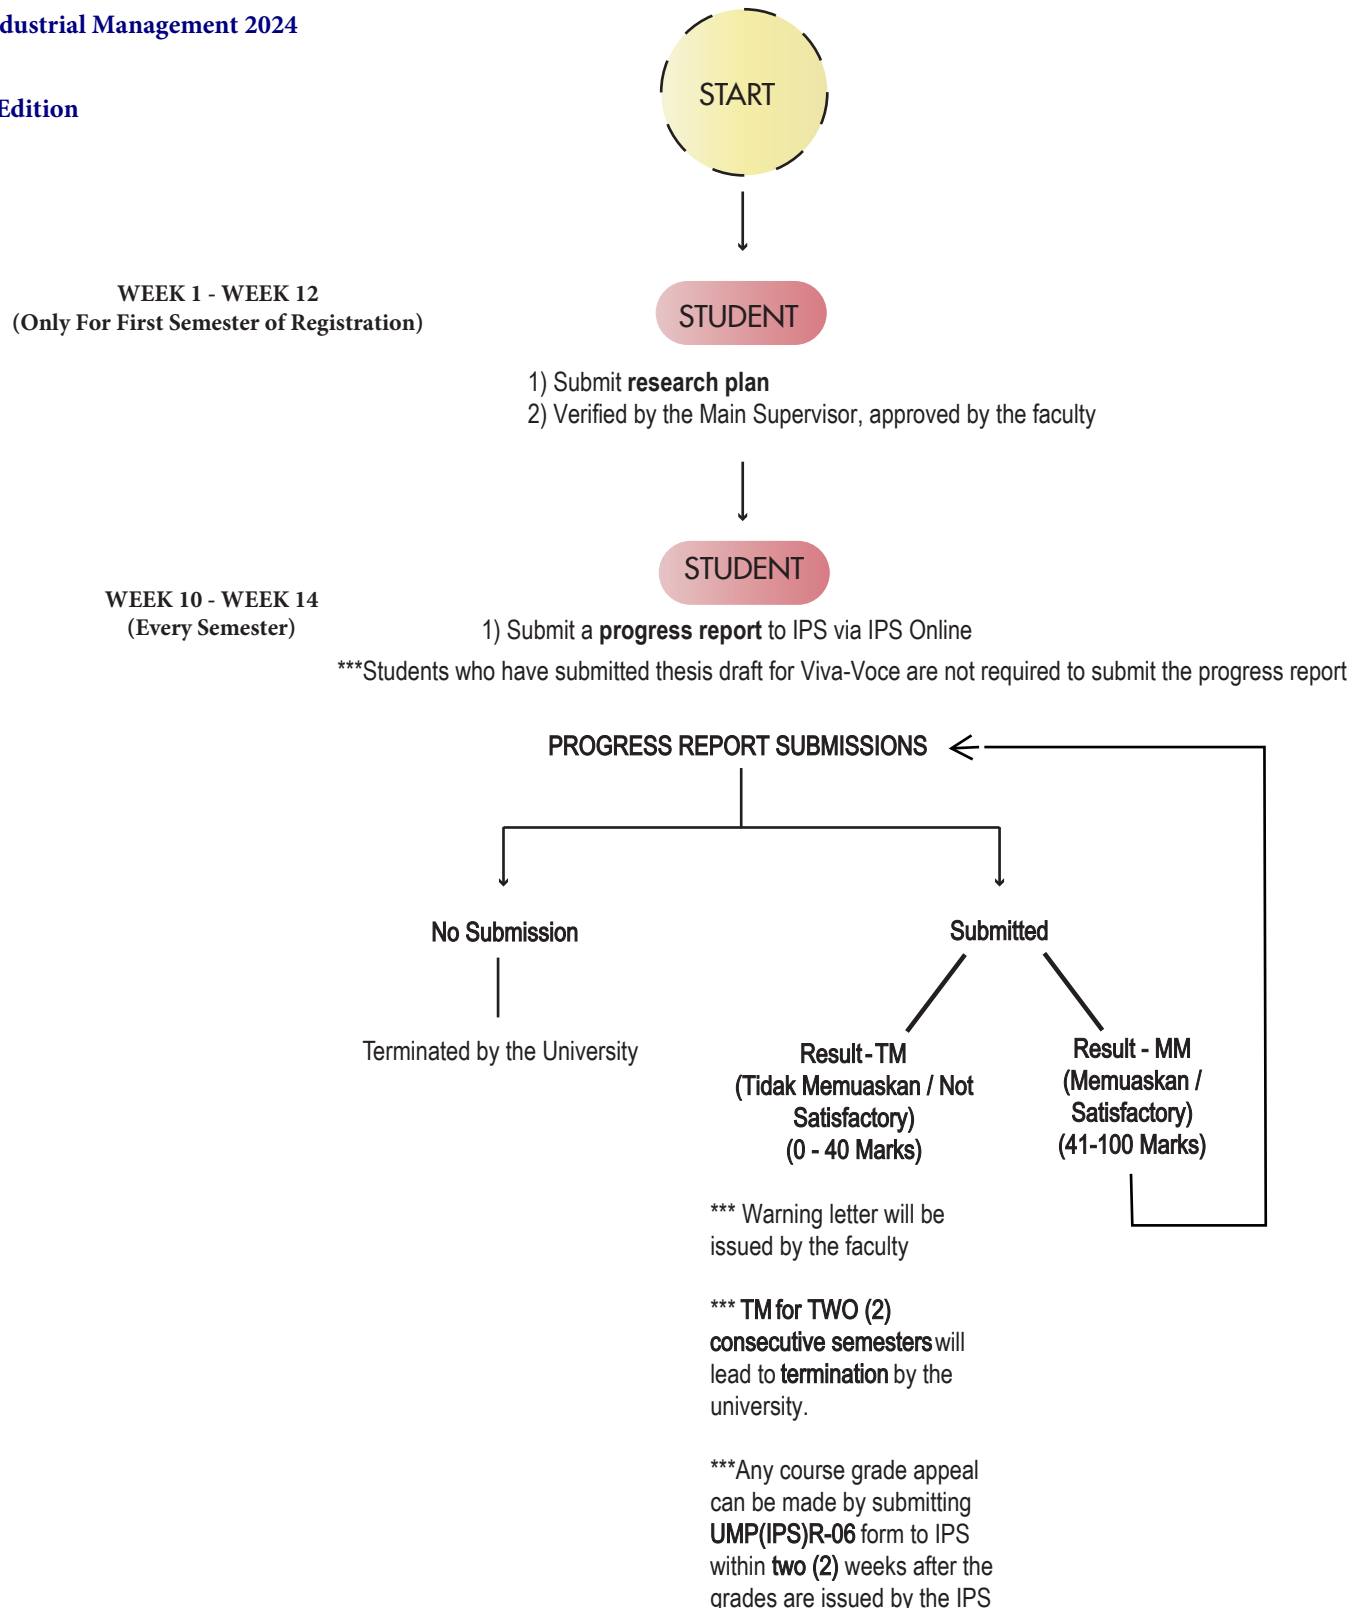 dustrial Management 2024
Edition
START
WEEK 1 - WEEK 12
(Only For First Semester of Registration)
STUDENT
1) Submit research plan
2) Verified by the Main Supervisor, approved by the faculty
STUDENT
WEEK 10 - WEEK 14
(Every Semester)
1) Submit a progress report to IPS via IPS Online
***Students who have submitted thesis draft for Viva-Voce are not required to submit the progress report
PROGRESS REPORT SUBMISSIONS
No Submission
Terminated by the University
Submitted
Result - TM
(Tidak Memuaskan / Not
Satisfactory)
(0 - 40 Marks)
Result - MM
(Memuaskan /
Satisfactory)
(41-100 Marks)
*** Warning letter will be
issued by the faculty
*** TM for TWO (2)
consecutive semesters will
lead to termination by the
university.
***Any course grade appeal
can be made by submitting
UMP(IPS)R-06 form to IPS
within two (2) weeks after the
grades are issued by the IPS